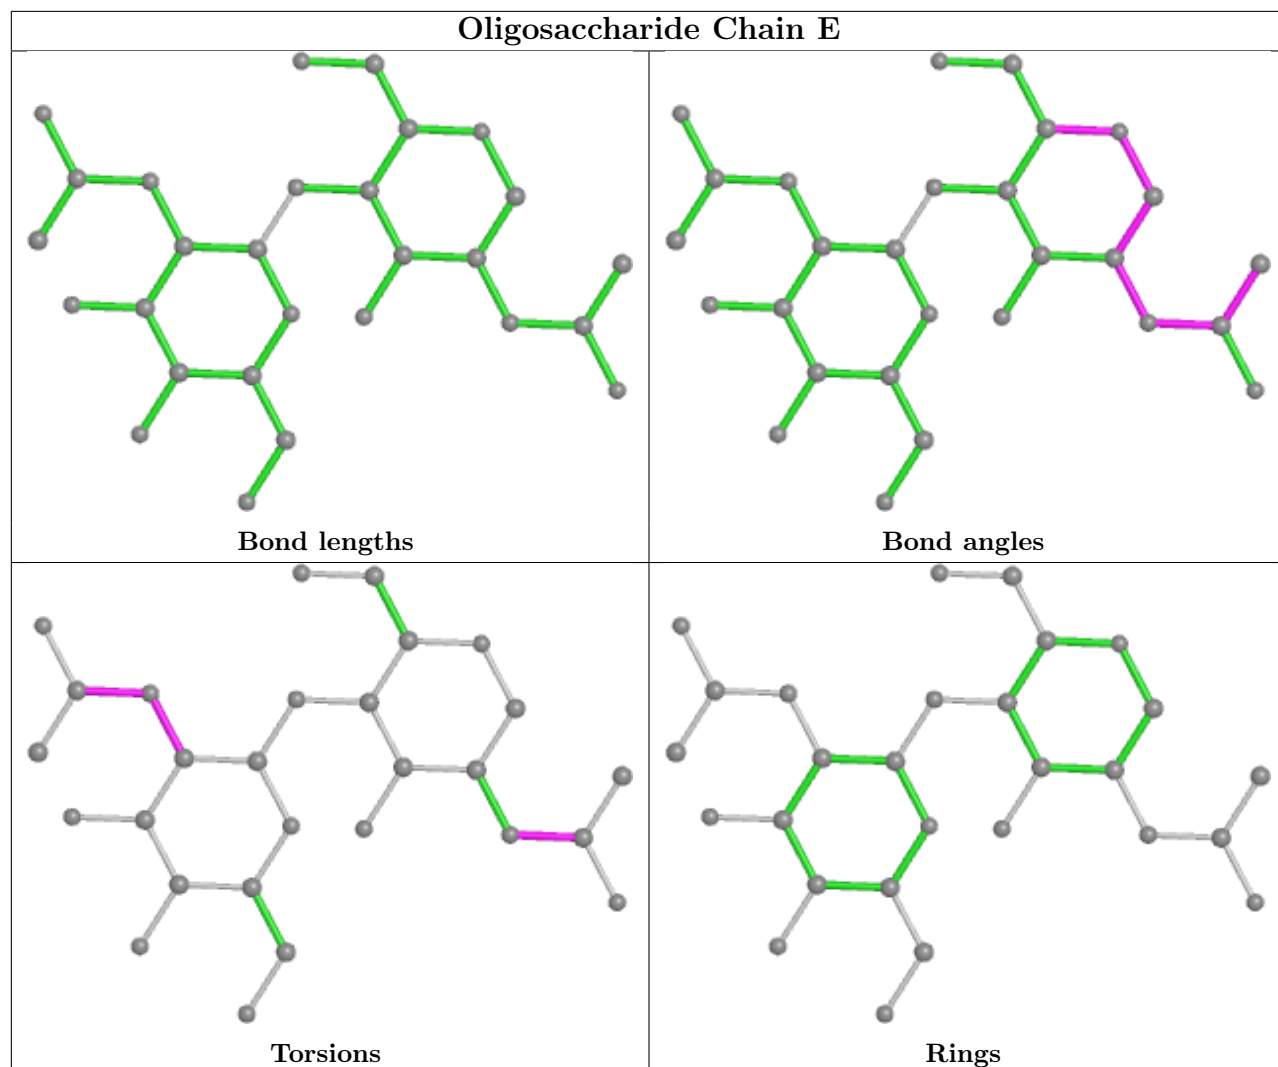 Oligosaccharide Chain E
Bond lengths
Bond angles
Torsions
Rings